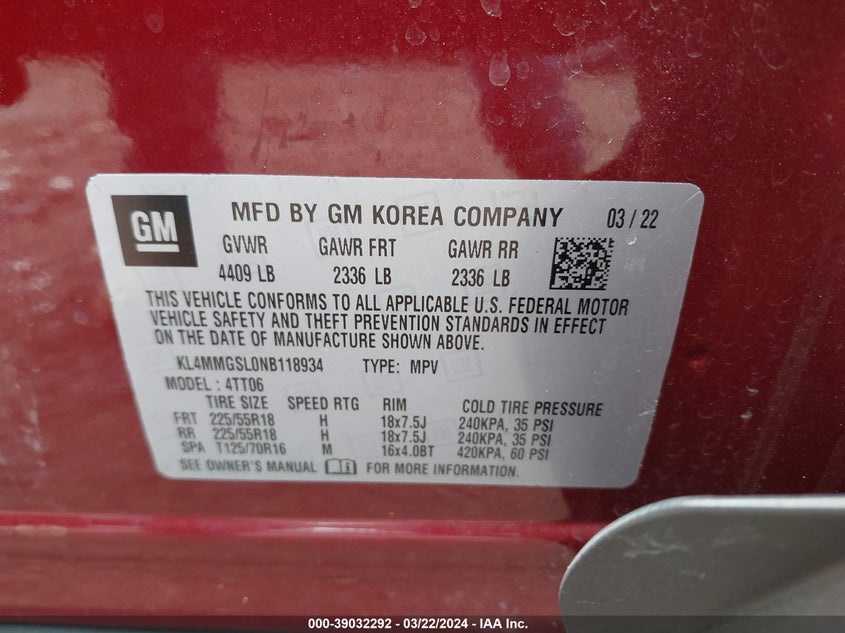 GM MFD BY GM KOREA COMPANY 03 / 22
GVWR GAWR FRT GAWR RR
4409 LB 2336 LB 2336 LB
THIS VEHICLE CONFORMS TO ALL APPLICABLE U.S. FEDERAL MOTOR
VEHICLE SAFETY AND THEFT PREVENTION STANDARDS IN EFFECT
ON THE DATE OF MANUFACTURE SHOWN ABOVE.
KL4MMGSL0NB118934 TYPE: MPV
MODEL : 4TT06
TIRE SIZE SPEED RTG RIM COLD TIRE PRESSURE
FRT 225/55R18 H 18x7.5J 240KPA, 35 PSI
RR 225/55R18 H 18x7.5J 240KPA, 35 PSI
SPA T125/70R16 M 16x4.0BT 420KPA, 60 PSI
SEE OWNER'S MANUAL FOR MORE INFORMATION.
000-39032292 - 03/22/2024 - IAA Inc.